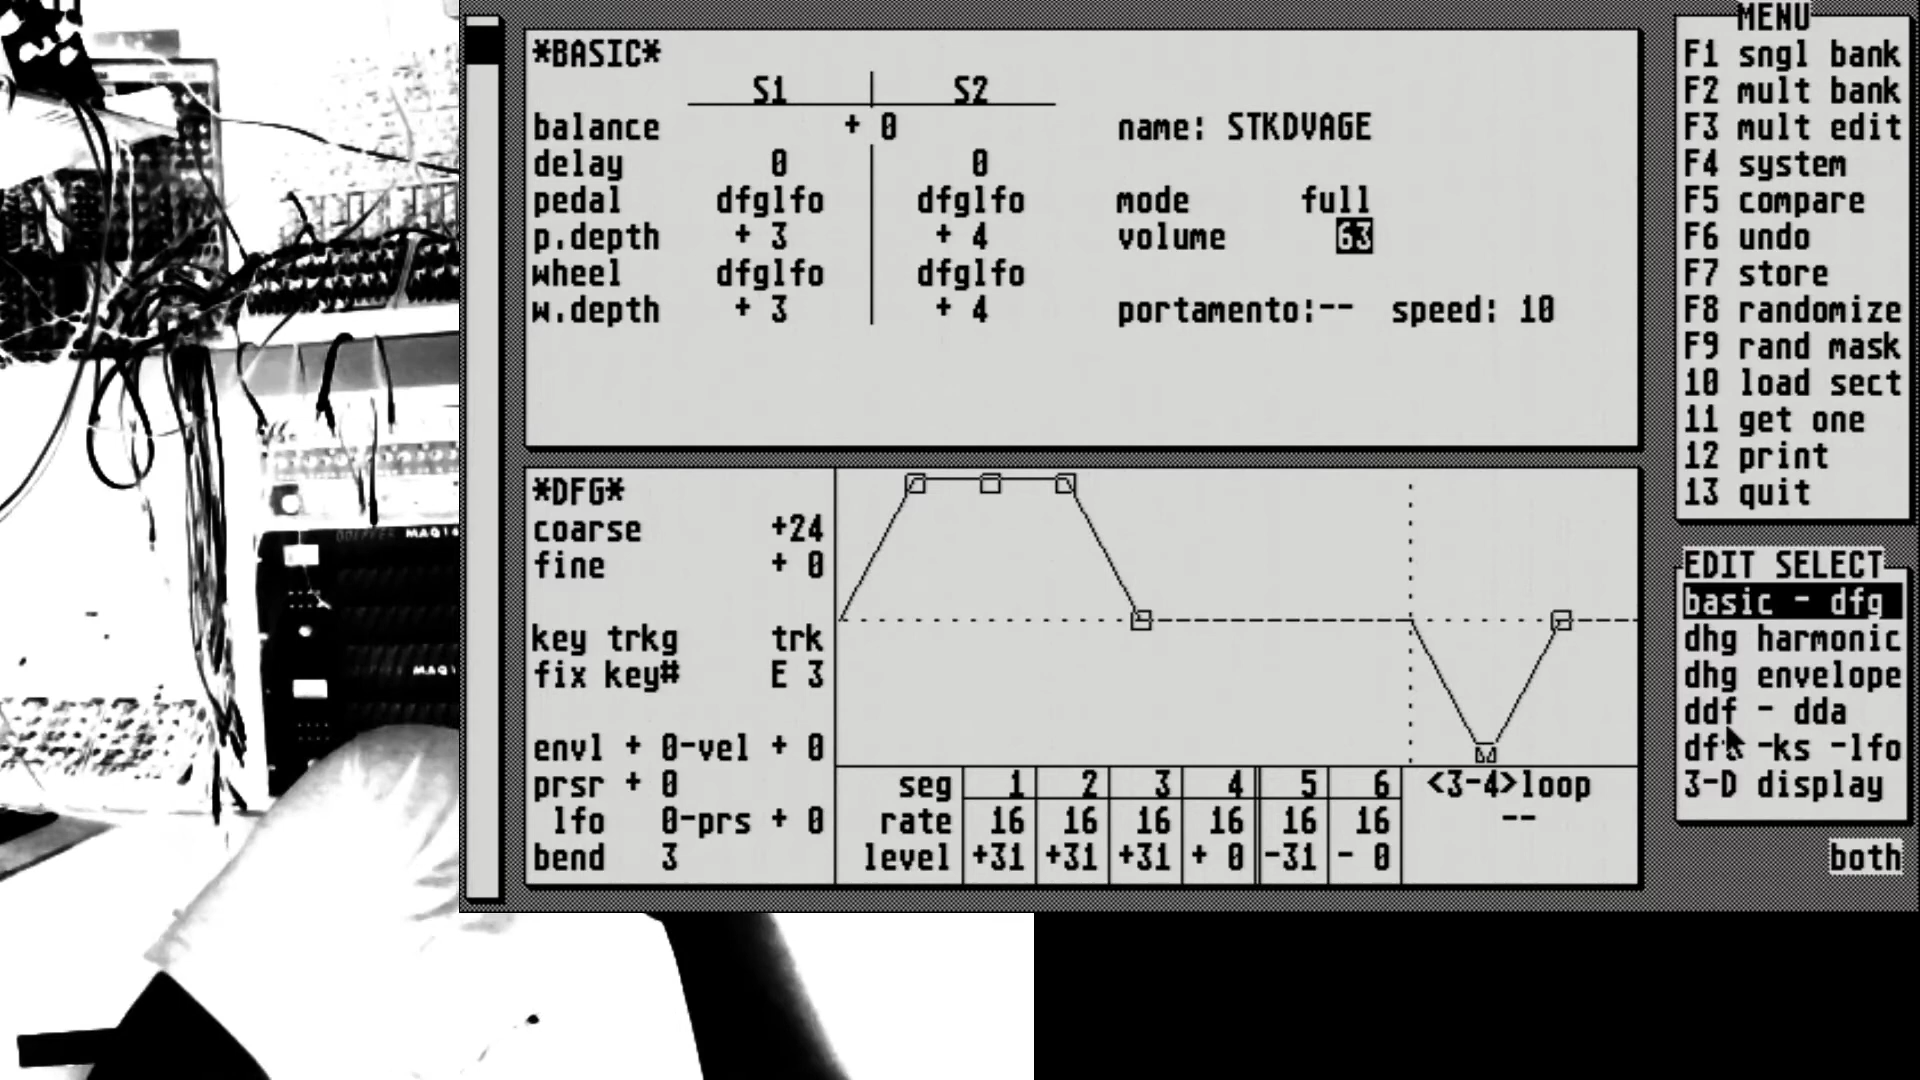 *BASIC*
S1 S2
balance + 0 name: STKDVAGE
delay 0 0
pedal dfglfo dfglfo mode full
p.depth + 3 + 4 volume 63
wheel dfglfo dfglfo
w.depth + 3 + 4 portamento:-- speed: 10
*DFG*
coarse +24
fine + 0
key trkg trk
fix key# E 3
envl + 0-vel + 0
prsr + 0
lfo 0-prs + 0
bend 3
seg 1 2 3 4 5 6 <3-4>loop
rate 16 16 16 16 16 16 --
level +31 +31 +31 + 0 -31 - 0
MENU
F1 sngl bank
F2 mult bank
F3 mult edit
F4 system
F5 compare
F6 undo
F7 store
F8 randomize
F9 rand mask
10 load sect
11 get one
12 print
13 quit
EDIT SELECT
basic - dfg
dhg harmonic
dhg envelope
ddf - dda
-ks -lfo
3-D display
both
DOEPFER MAQ16
MAQ